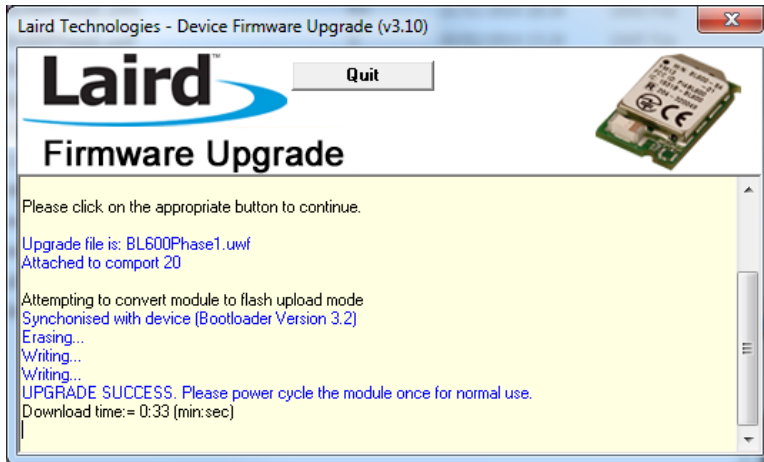 Laird Technologies - Device Firmware Upgrade (v3.10)
Laird™
Quit
Firmware Upgrade
Please click on the appropriate button to continue.
Upgrade file is: BL600Phase1.uwf
Attached to comport 20
Attempting to convert module to flash upload mode
Synchonised with device (Bootloader Version 3.2)
Erasing...
Writing...
Writing...
UPGRADE SUCCESS. Please power cycle the module once for normal use.
Download time:= 0:33 (min:sec)